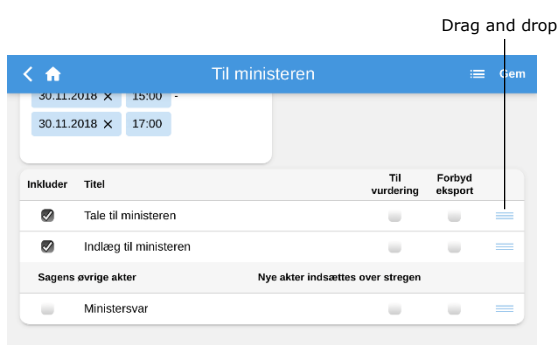 Drag and drop
Til ministeren
Gem
30.11.2018 × 15:00 -
30.11.2018 × 17:00
Inkluder Titel Til vurdering Forbyd eksport
Tale til ministeren
Indlæg til ministeren
Sagens øvrige akter Nye akter indsættes over stregen
Ministersvar